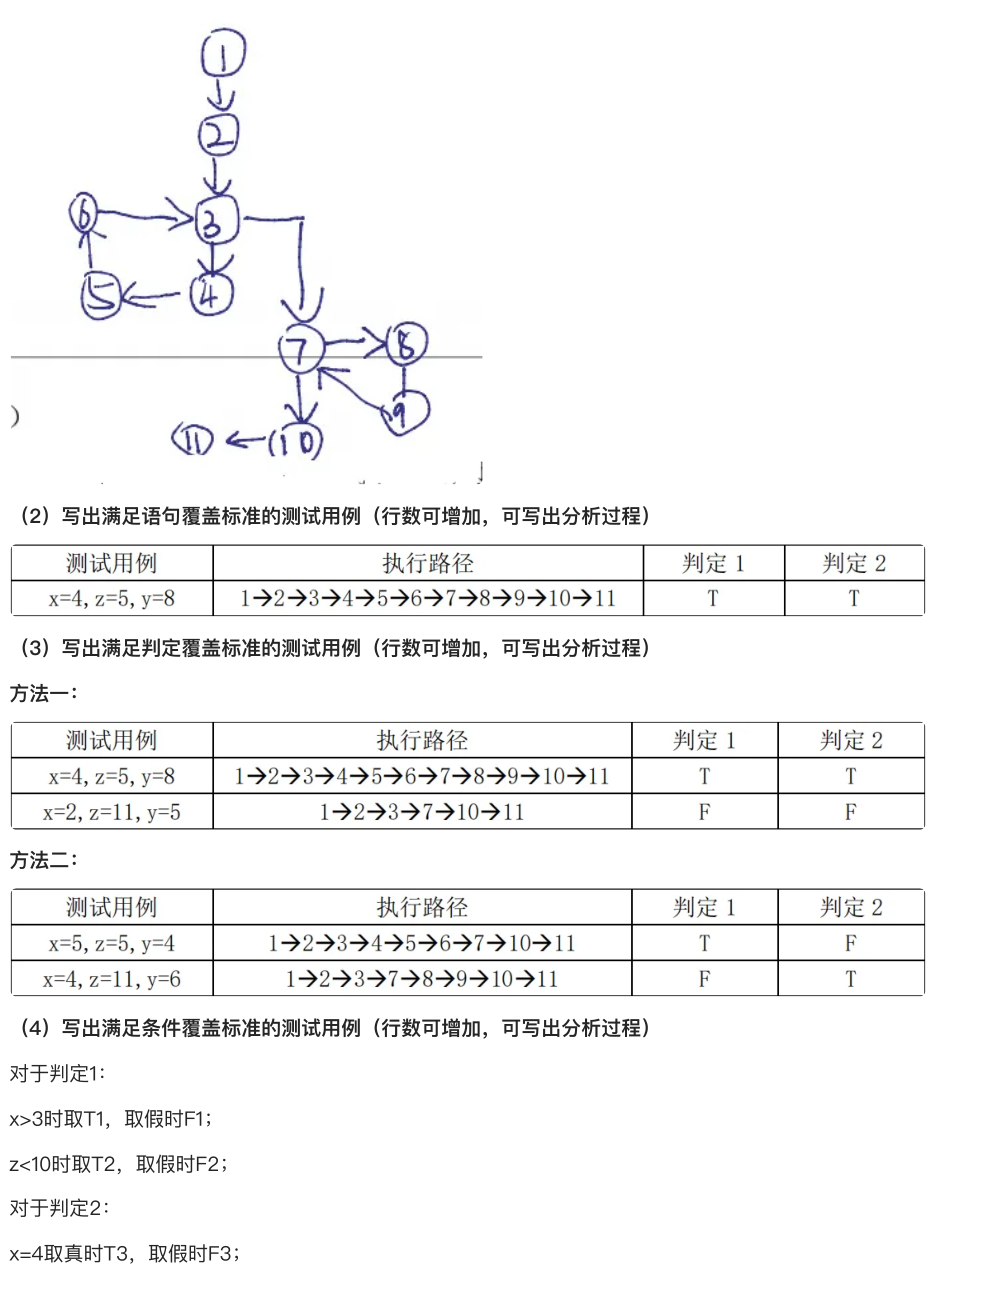 1
2
6
3
5
4
7
8
)
9
11
10
（2）写出满足语句覆盖标准的测试用例（行数可增加，可写出分析过程）
测试用例 执行路径 判定 1 判定 2
x=4, z=5, y=8 1→2→3→4→5→6→7→8→9→10→11 T T
（3）写出满足判定覆盖标准的测试用例（行数可增加，可写出分析过程）
方法一：
测试用例 执行路径 判定 1 判定 2
x=4, z=5, y=8 1→2→3→4→5→6→7→8→9→10→11 T T
x=2, z=11, y=5 1→2→3→7→10→11 F F
方法二：
测试用例 执行路径 判定 1 判定 2
x=5, z=5, y=4 1→2→3→4→5→6→7→10→11 T F
x=4, z=11, y=6 1→2→3→7→8→9→10→11 F T
（4）写出满足条件覆盖标准的测试用例（行数可增加，可写出分析过程）
对于判定1：
x>3时取T1，取假时F1；
z<10时取T2，取假时F2；
对于判定2：
x=4取真时T3，取假时F3；